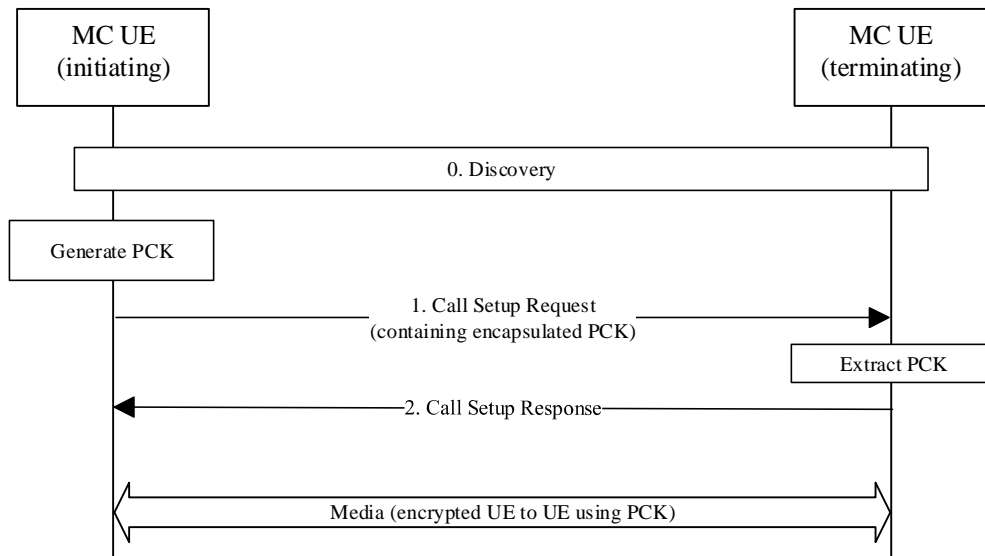 MC UE
(initiating)
MC UE
(terminating)
0. Discovery
Generate PCK
1. Call Setup Request
(containing encapsulated PCK)
Extract PCK
2. Call Setup Response
Media (encrypted UE to UE using PCK)